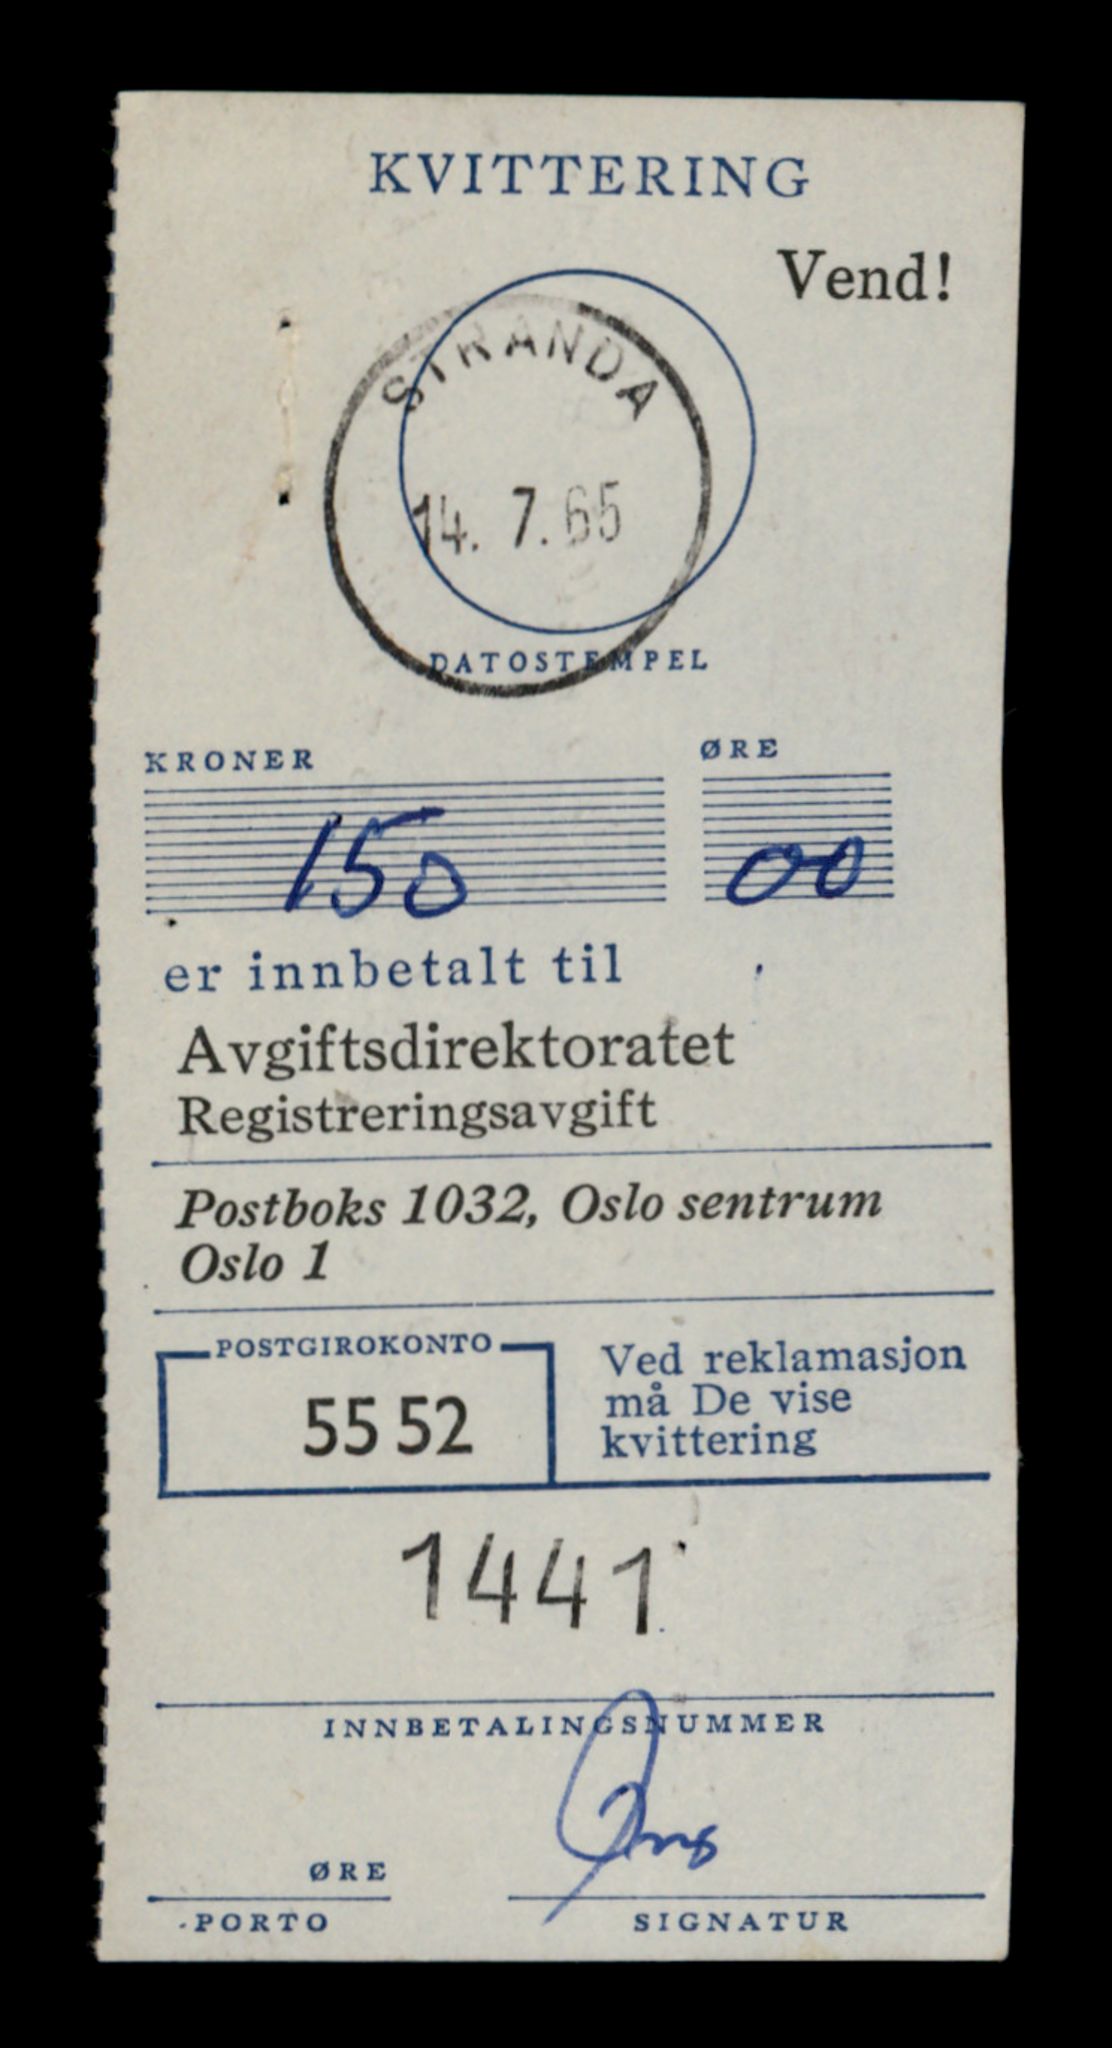 KVITTERING
Vend!
STRANDA
14. 7. 65
DATOSTEMPEL
KRONER ØRE
150 00
er innbetalt til
Avgiftsdirektoratet
Registreringsavgift
Postboks 1032, Oslo sentrum
Oslo 1
POSTGIROKONTO
55 52
Ved reklamasjon
må De vise
kvittering
1441
INNBETALINGSNUMMER
ØRE
PORTO
SIGNATUR